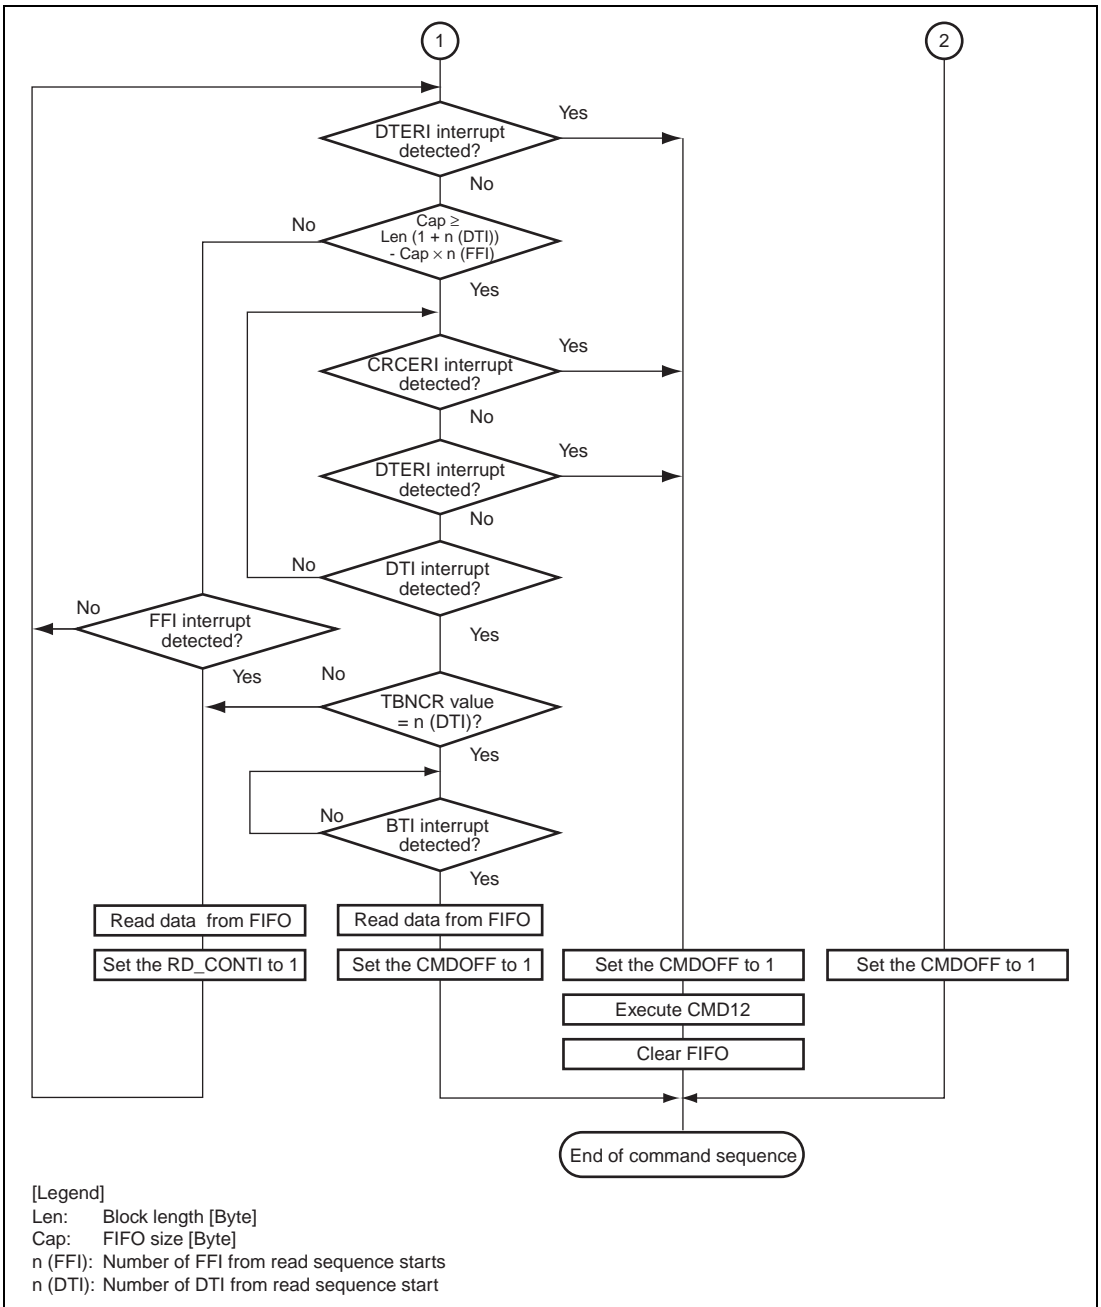 1
2
DTERI interrupt
detected?
Yes
No
Cap ≥
Len (1 + n (DTI))
- Cap × n (FFI)
No
Yes
CRCERI interrupt
detected?
Yes
No
DTERI interrupt
detected?
Yes
No
DTI interrupt
detected?
No
Yes
FFI interrupt
detected?
No
Yes
TBNCR value
= n (DTI)?
No
Yes
BTI interrupt
detected?
No
Yes
Read data from FIFO
Set the RD_CONTI to 1
Read data from FIFO
Set the CMDOFF to 1
Set the CMDOFF to 1
Execute CMD12
Clear FIFO
Set the CMDOFF to 1
End of command sequence
[Legend]
Len: Block length [Byte]
Cap: FIFO size [Byte]
n (FFI): Number of FFI from read sequence starts
n (DTI): Number of DTI from read sequence start